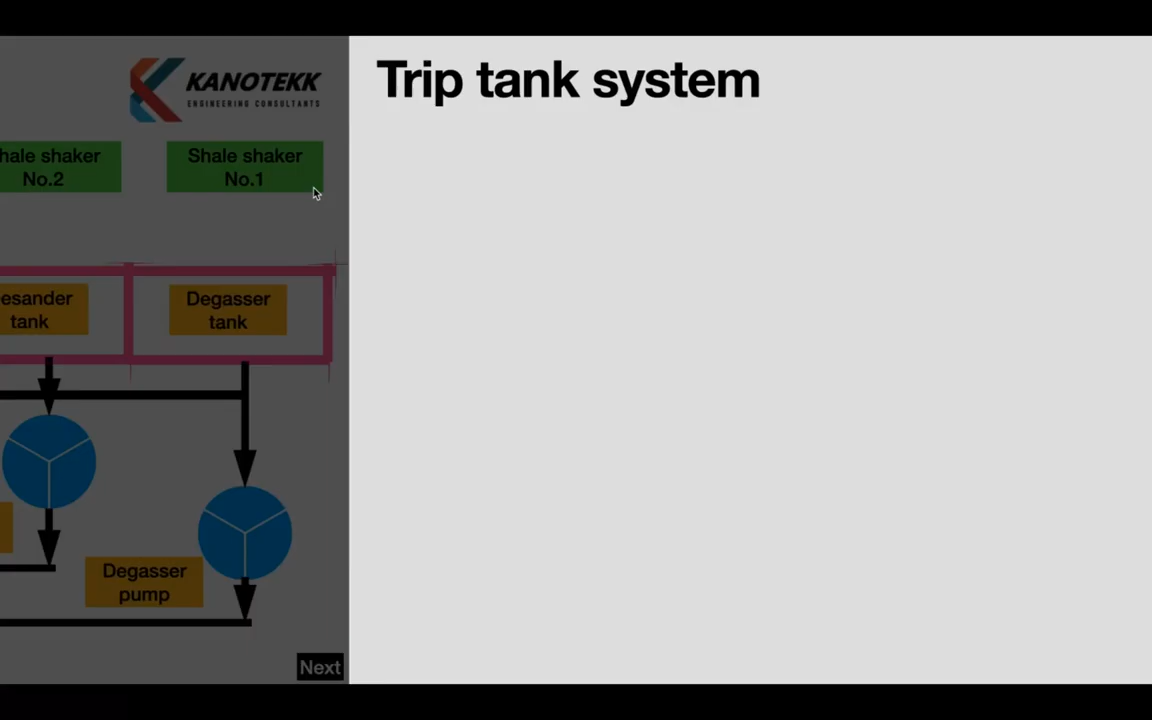 KANOTEKK
ENGINEERING CONSULTANTS
Trip tank system
hale shaker
No.2
Shale shaker
No.1
esander
tank
Degasser
tank
Degasser
pump
Next